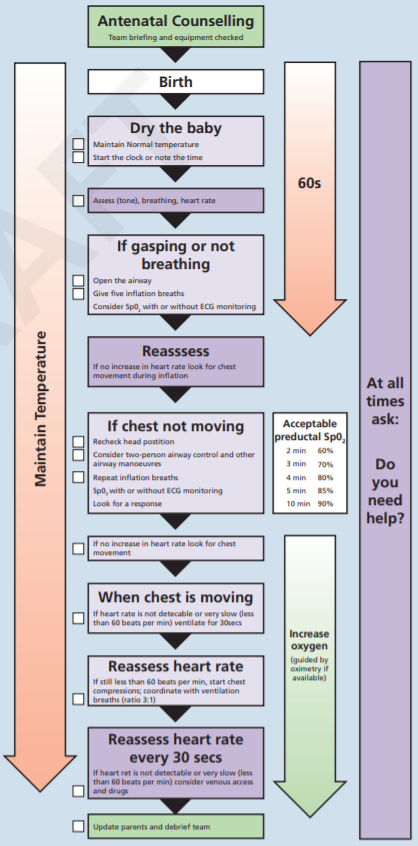 Antenatal Counselling
Team briefing and equipment checked
Birth
Dry the baby
Maintain Normal temperature
Start the clock or note the time
Assess (tone), breathing, heart rate
If gasping or not
breathing
Open the airway
Give five inflation breaths
Consider Sp0₂ with or without ECG monitoring
Reasssess
If no increase in heart rate look for chest
movement during inflation
If chest not moving
Recheck head postition
Consider two-person airway control and other
airway manoeuvres
Repeat inflation breaths
Sp0₂ with or without ECG monitoring
Look for a response
If no increase in heart rate look for chest
movement
When chest is moving
If heart rate is not detecable or very slow (less
than 60 beats per min) ventilate for 30secs
Reassess heart rate
If still less than 60 beats per min, start chest
compressions; coordinate with ventilation
breaths (ratio 3:1)
Reassess heart rate
every 30 secs
If heart ret is not detectable or very slow (less
than 60 beats per min) consider venous access
and drugs
Update parents and debrief team
Maintain Temperature
60s
Acceptable
preductal Sp0₂
2 min 60%
3 min 70%
4 min 80%
5 min 85%
10 min 90%
Increase
oxygen
(guided by
oximetry if
available)
At all
times
ask:
Do
you
need
help?